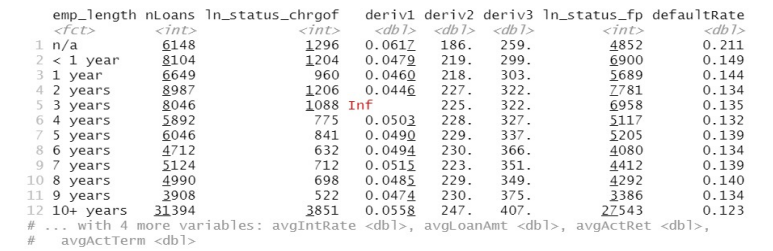 emp_length nLoans ln_status_chrgof deriv1 deriv2 deriv3 ln_status_fp defaultRate
<fct> <int> <int> <dbl> <dbl> <dbl> <int> <dbl>
1 n/a 6148 1296 0.0617 186. 259. 4852 0.211
2 < 1 year 8104 1204 0.0479 219. 299. 6900 0.149
3 1 year 6649 960 0.0460 218. 303. 5689 0.144
4 2 years 8987 1206 0.0446 227. 322. 7781 0.134
5 3 years 8046 1088 Inf 225. 322. 6958 0.135
6 4 years 5892 775 0.0503 228. 327. 5117 0.132
7 5 years 6046 841 0.0490 229. 337. 5205 0.139
8 6 years 4712 632 0.0494 230. 366. 4080 0.134
9 7 years 5124 712 0.0515 223. 351. 4412 0.139
10 8 years 4990 698 0.0485 229. 349. 4292 0.140
11 9 years 3908 522 0.0474 230. 375. 3386 0.134
12 10+ years 31394 3851 0.0558 247. 407. 27543 0.123
# ... with 4 more variables: avgIntRate <dbl>, avgLoanAmt <dbl>, avgActRet <dbl>,
# avgActTerm <dbl>